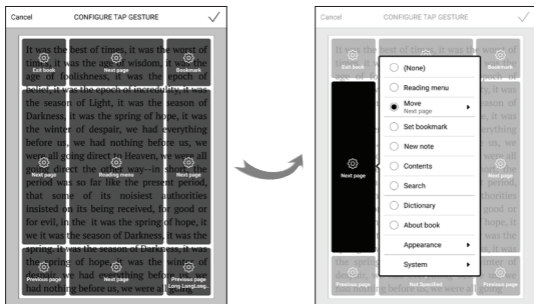 Cancel CONFIGURE TAP GESTURE
It was the best of times, it was the worst of
times, it was the age of wisdom, it was the
Exit book Next page Bookmark
age of foolishness, it was the epoch of
belief, it was the epoch of incredulity, it was
the season of Light, it was the season of
Darkness, it was the spring of hope, it was
the winter of despair, we had everything
before us, we had nothing before us, we
were all going direct to Heaven, we were all
going direct the other way--in short, the
Next page Reading menu Next page
period was so far like the present period,
that some of its noisiest authorities
insisted on its being received, for good or
for evil, in the it was the spring of hope, it
we it was the season of Darkness, it was the
spring. It was the season of Darkness, it was
the spring of hope, it was the winter of
despair, we had everything before us, we
Previous page Next page Previous page
Long LangLang...
had nothing before us, we were all going
Cancel CONFIGURE TAP GESTURE
Exit book Bookmark
(None)
Reading menu
Move
Next page
Set bookmark
New note
Contents
Search
Dictionary
About book
Appearance
System
Next page Next page
Previous page Not Specified Previous page